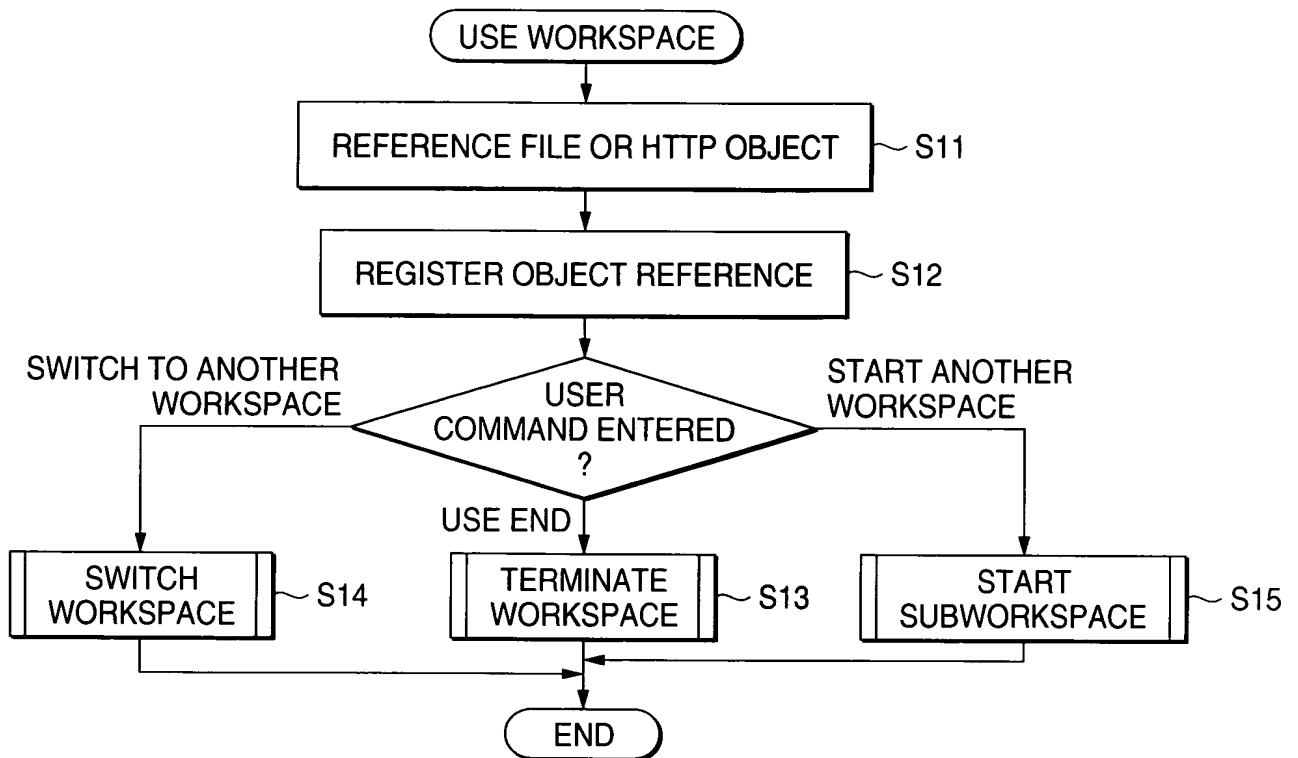 USE WORKSPACE
REFERENCE FILE OR HTTP OBJECT
S11
REGISTER OBJECT REFERENCE
S12
SWITCH TO ANOTHER
WORKSPACE
USER
COMMAND ENTERED
?
START ANOTHER
WORKSPACE
USE END
SWITCH
WORKSPACE
S14
TERMINATE
WORKSPACE
S13
START
SUBWORKSPACE
S15
END